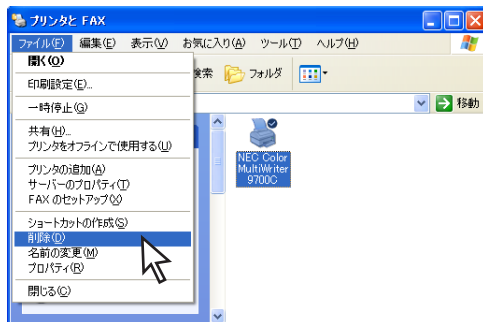 プリンタと FAX
ファイル(F) 編集(E) 表示(V) お気に入り(A) ツール(T) ヘルプ(H)
開く(O)
印刷設定(E)...
一時停止(G)
共有(H)...
プリンタをオフラインで使用する(U)
プリンタの追加(A)
サーバーのプロパティ(T)
FAX のセットアップ(X)
ショートカットの作成(S)
削除(D)
名前の変更(M)
プロパティ(R)
閉じる(C)
検索 フォルダ
移動
NEC Color
MultiWriter
9700C